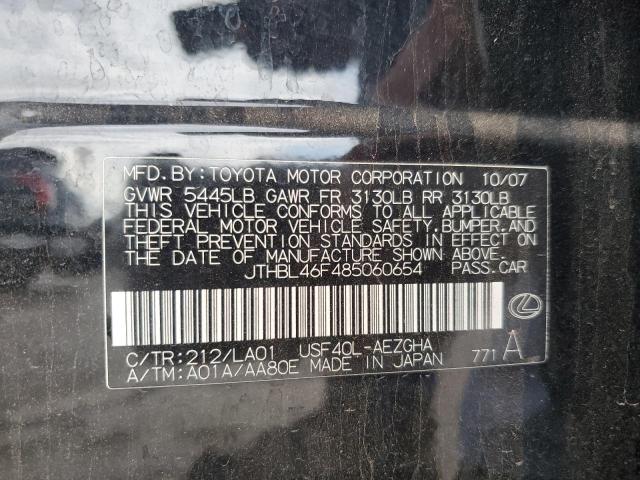 MFD. BY: TOYOTA MOTOR CORPORATION 10/07
GVWR 5445LB GAWR FR 3130LB RR 3130LB
THIS VEHICLE CONFORMS TO ALL APPLICABLE
FEDERAL MOTOR VEHICLE SAFETY, BUMPER, AND
THEFT PREVENTION STANDARDS IN EFFECT ON
THE DATE OF MANUFACTURE SHOWN ABOVE.
JTHBL46F485060654 PASS. CAR
C/TR: 212/LA01 USF40L-AEZGHA
A/TM: A01A/AA80E MADE IN JAPAN 771 A